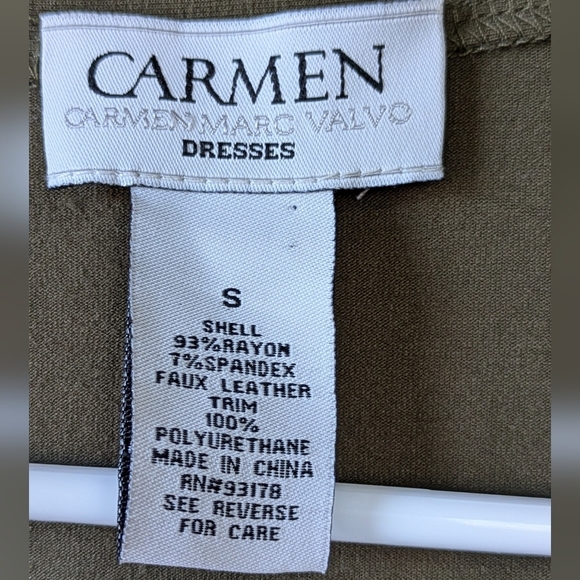 CARMEN
CARMEN MARC VALVO
DRESSES
S
SHELL
93%RAYON
7%SPANDEX
FAUX LEATHER
TRIM
100%
POLYURETHANE
MADE IN CHINA
RN#93178
SEE REVERSE
FOR CARE